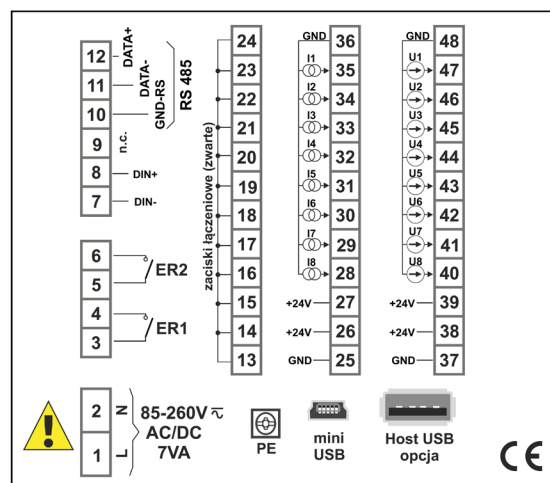 12 DATA+
11 DATA-
10 GND-RS
RS 485
9 n.c.
8 DIN+
7 DIN-
6
5
ER2
4
3
ER1
2 N
1 L
85-260V
AC/DC
7VA
zaciski łączeniowe (zwarte)
24
23
22
21
20
19
18
17
16
15
14
13
GND 36
I1 35
I2 34
I3 33
I4 32
I5 31
I6 30
I7 29
I8 28
+24V 27
+24V 26
GND 25
GND 48
U1 47
U2 46
U3 45
U4 44
U5 43
U6 42
U7 41
U8 40
+24V 39
+24V 38
GND 37
PE
mini
USB
Host USB
opcja
CE